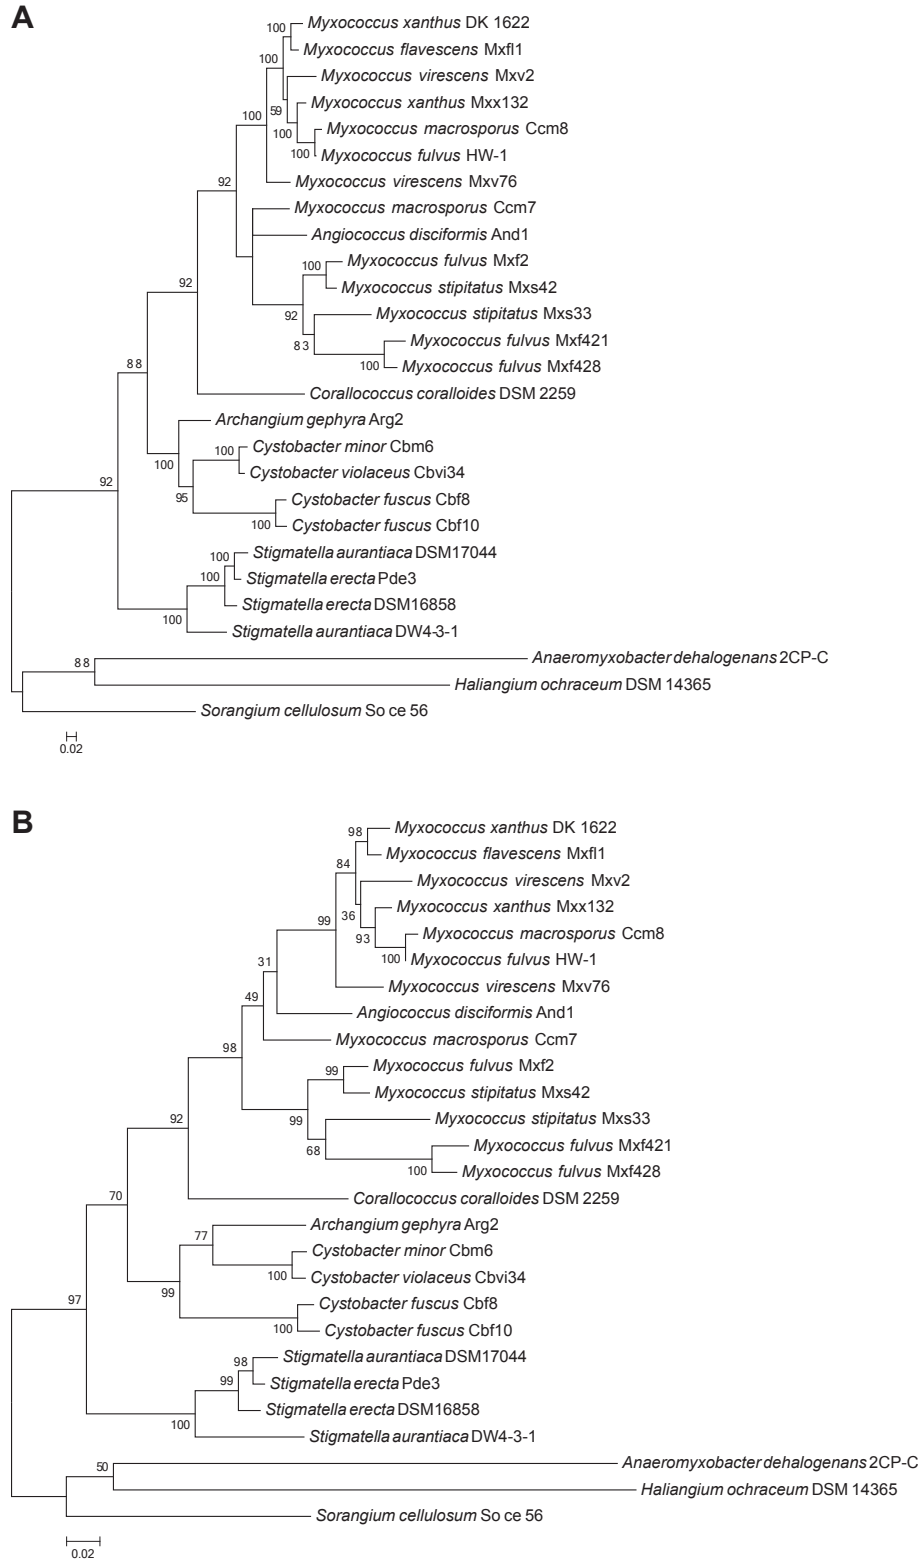 A
100 Myxococcus xanthus DK 1622
Myxococcus flavescens Mxfl1
100
Myxococcus virescens Mxv2
Myxococcus xanthus Mxx132
59
100 Myxococcus macrosporus Ccm8
100
100 Myxococcus fulvus HW-1
92 Myxococcus virescens Mxv76
Myxococcus macrosporus Ccm7
Angiococcus disciformis And1
100 Myxococcus fulvus Mxf2
92 Myxococcus stipitatus Mxs42
92 Myxococcus stipitatus Mxs33
83 Myxococcus fulvus Mxf421
88
100 Myxococcus fulvus Mxf428
Corallococcus coralloides DSM 2259
Archangium gephyra Arg2
100 Cystobacter minor Cbm6
100
Cystobacter violaceus Cbvi34
92
95 Cystobacter fuscus Cbf8
100 Cystobacter fuscus Cbf10
100 Stigmatella aurantiaca DSM17044
100 Stigmatella erecta Pde3
Stigmatella erecta DSM16858
100
Stigmatella aurantiaca DW4-3-1
88 Anaeromyxobacter dehalogenans 2CP-C
Haliangium ochraceum DSM 14365
Sorangium cellulosum So ce 56
0.02
B
98 Myxococcus xanthus DK 1622
Myxococcus flavescens Mxfl1
84
Myxococcus virescens Mxv2
Myxococcus xanthus Mxx132
36
99
93 Myxococcus macrosporus Ccm8
100 Myxococcus fulvus HW-1
31
Myxococcus virescens Mxv76
49
Angiococcus disciformis And1
Myxococcus macrosporus Ccm7
98
99 Myxococcus fulvus Mxf2
Myxococcus stipitatus Mxs42
92 99 Myxococcus stipitatus Mxs33
68 Myxococcus fulvus Mxf421
100 Myxococcus fulvus Mxf428
70 Corallococcus coralloides DSM 2259
77 Archangium gephyra Arg2
Cystobacter minor Cbm6
100 Cystobacter violaceus Cbvi34
99
97 Cystobacter fuscus Cbf8
100 Cystobacter fuscus Cbf10
98 Stigmatella aurantiaca DSM17044
99 Stigmatella erecta Pde3
Stigmatella erecta DSM16858
100
Stigmatella aurantiaca DW4-3-1
50 Anaeromyxobacter dehalogenans 2CP-C
Haliangium ochraceum DSM 14365
Sorangium cellulosum So ce 56
0.02